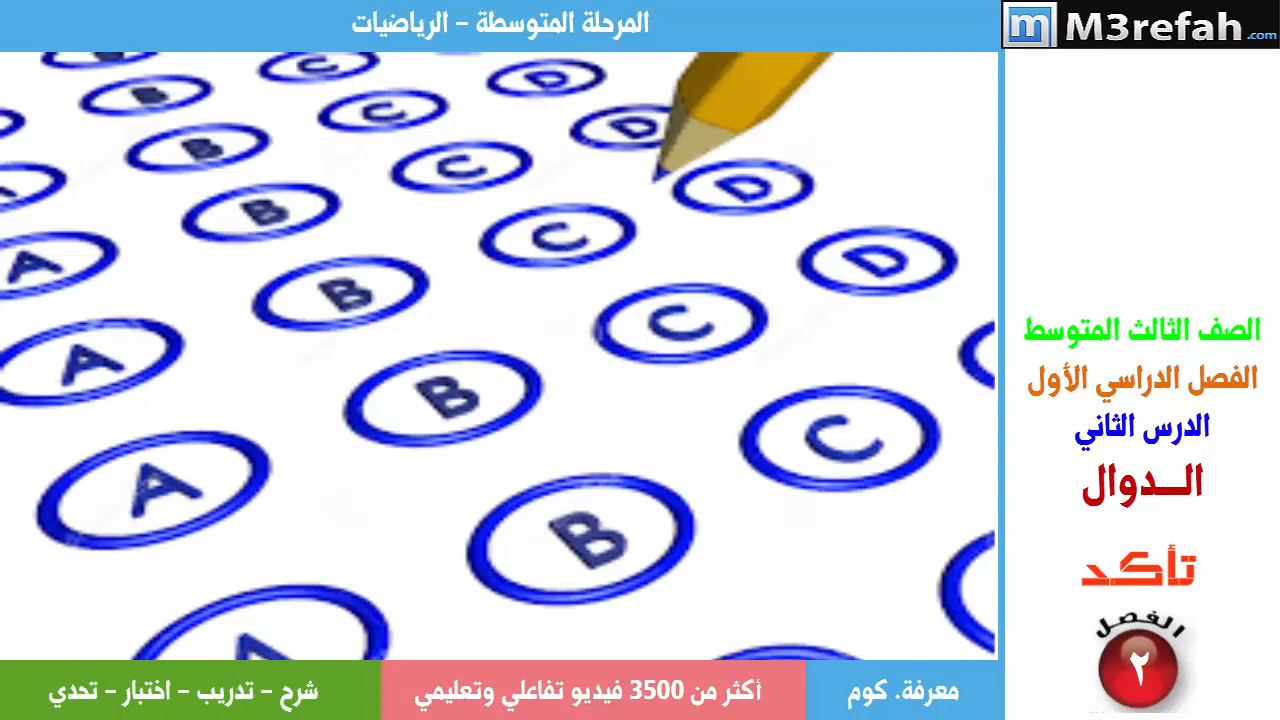 المرحلة المتوسطة – الرياضيات
m M3refah.com
B C D
B C D
A B C D
A B C D
A B C
A B C
A B
A
الصف الثالث المتوسط
الفصل الدراسي الأول
الدرس الثاني
الـــدوال
تأكد
الفصل
٢
معرفة. كوم
أكثر من 3500 فيديو تفاعلي وتعليمي
شرح – تدريب – اختبار – تحدي